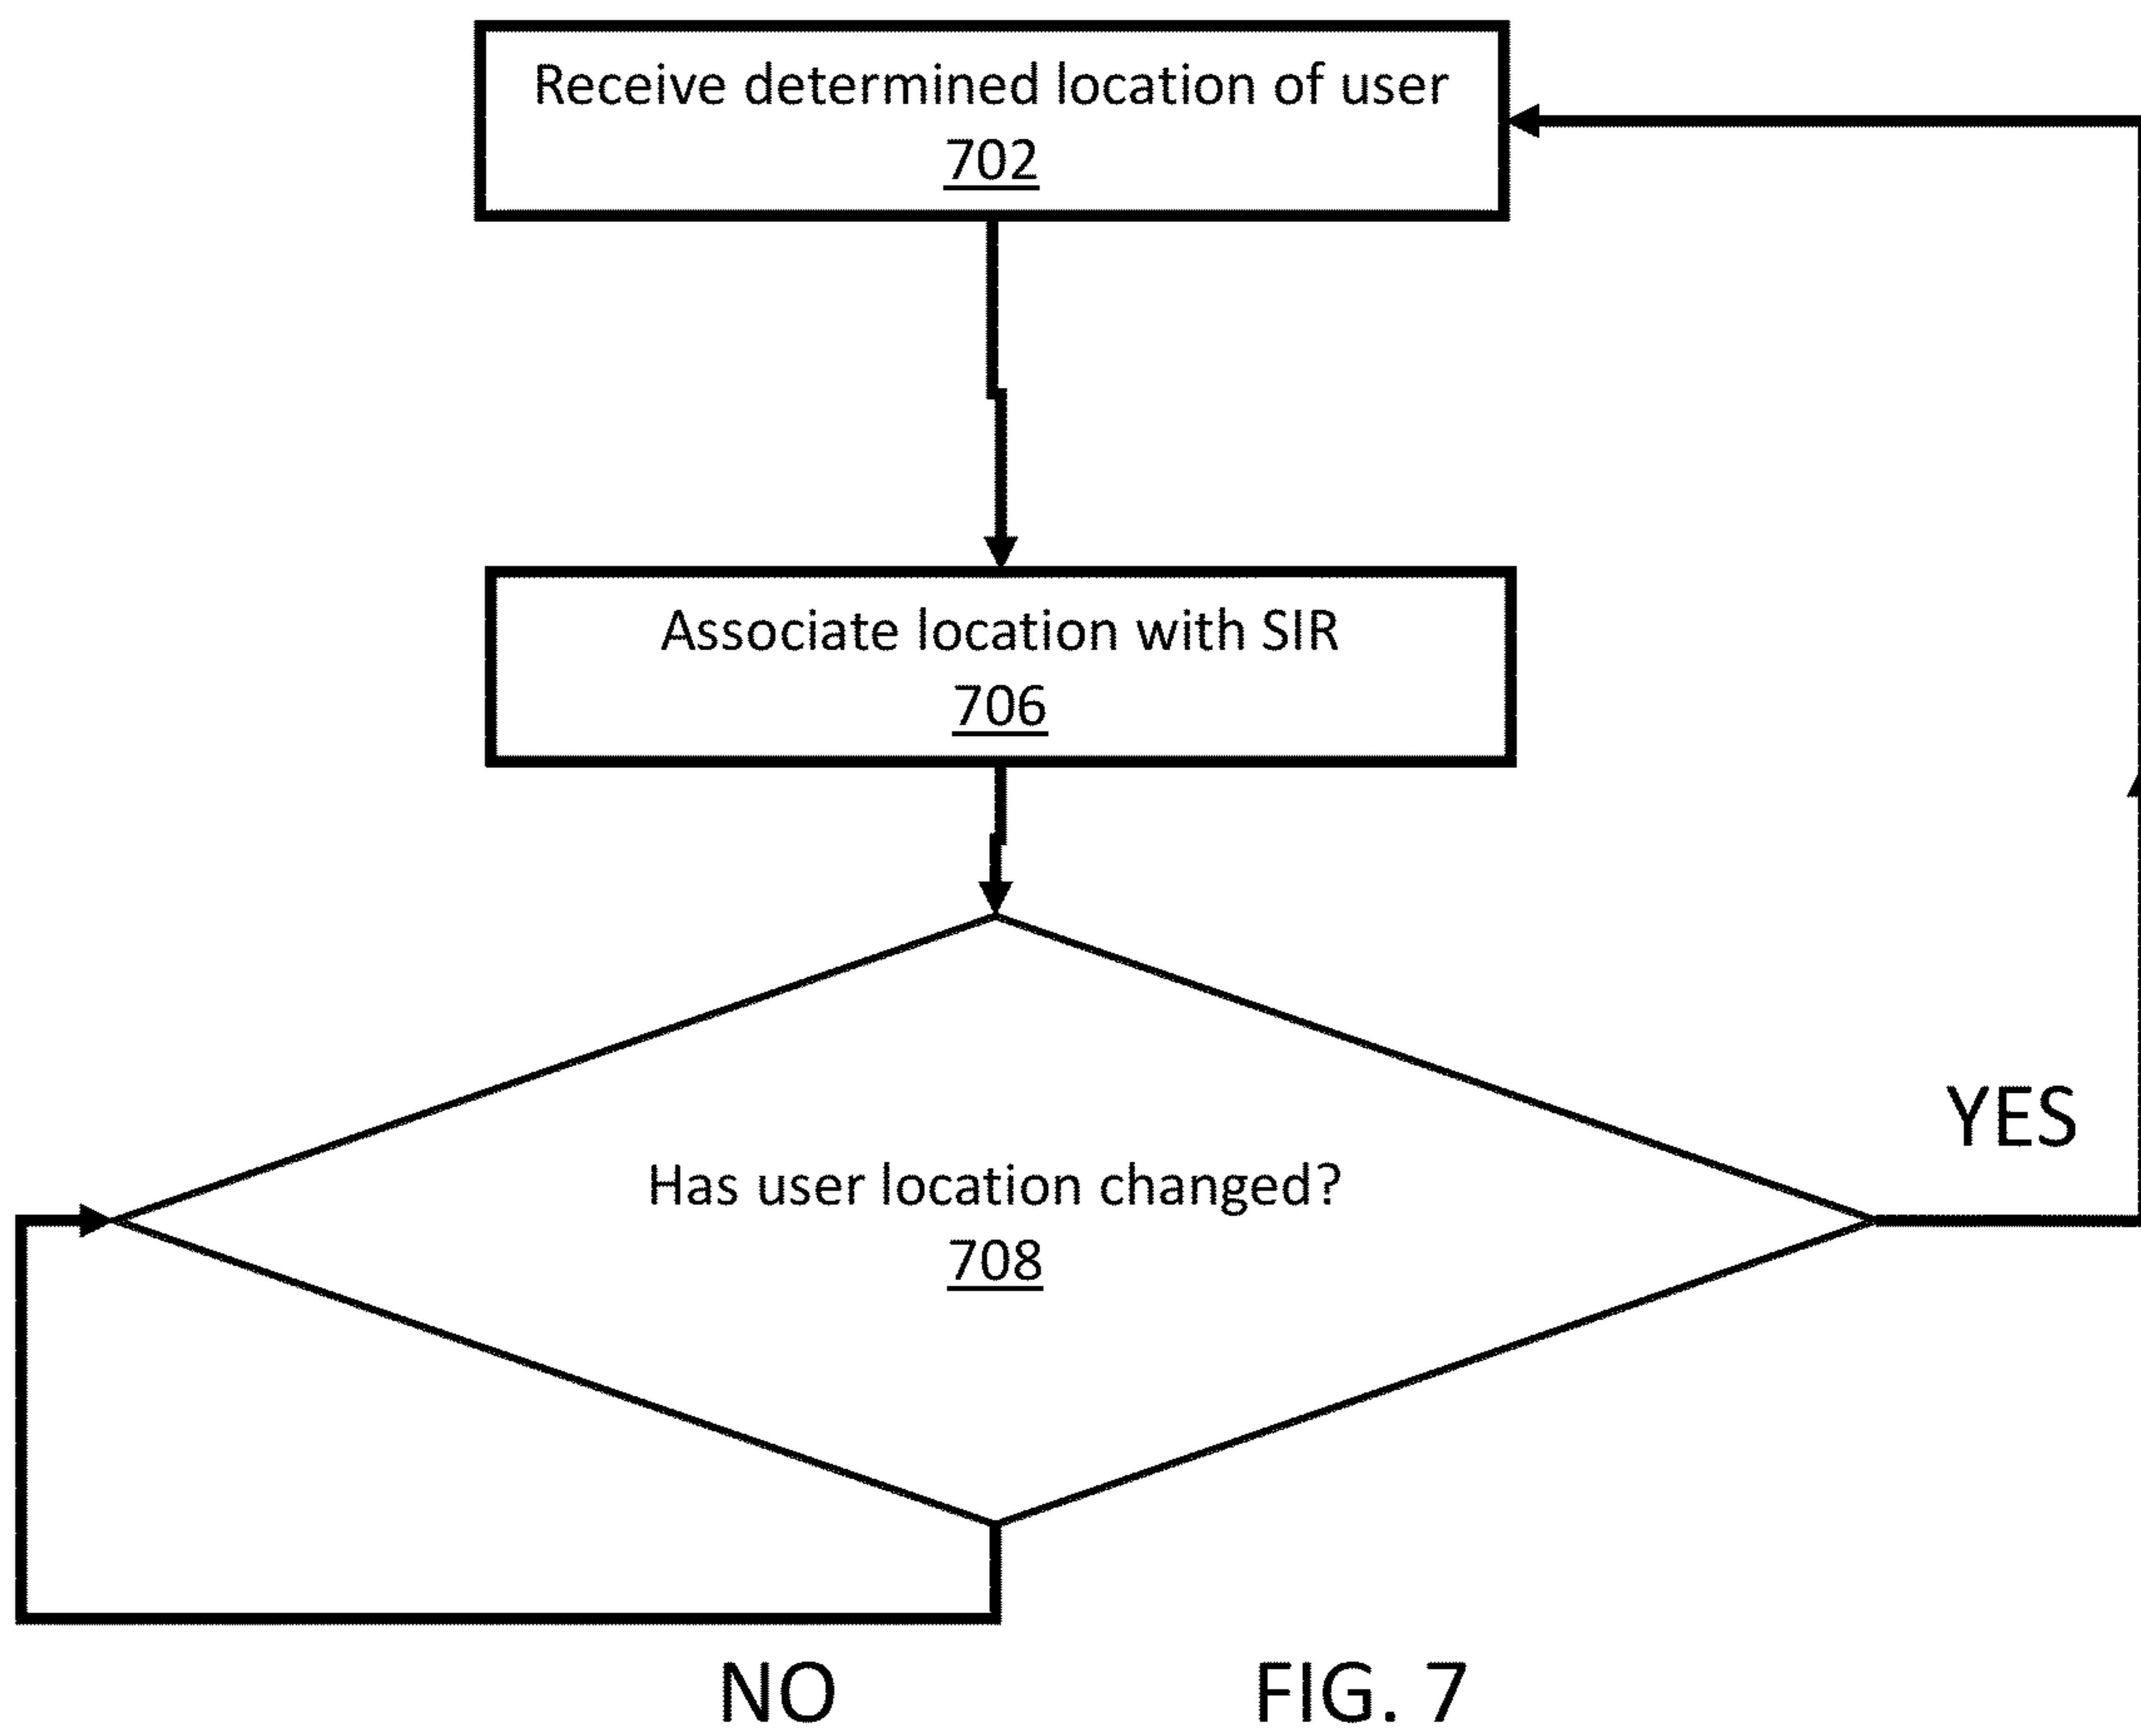 Receive determined location of user
702
Associate location with SIR
706
YES
Has user location changed?
708
NO
FIG. 7